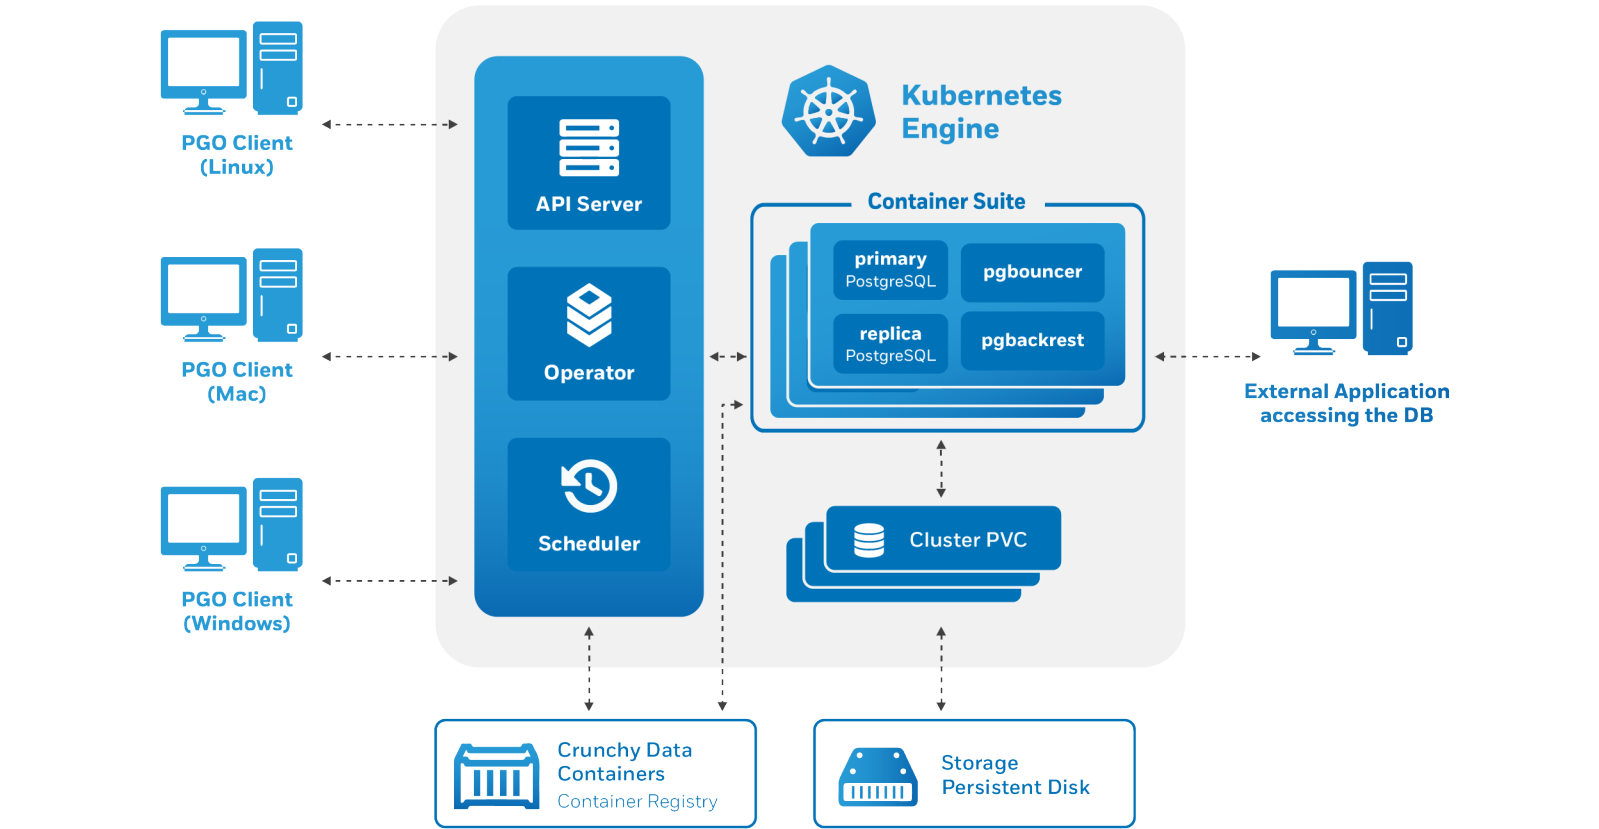 PGO Client
(Linux)
PGO Client
(Mac)
PGO Client
(Windows)
API Server
Operator
Scheduler
Kubernetes
Engine
Container Suite
primary
PostgreSQL
pgbouncer
replica
PostgreSQL
pgbackrest
Cluster PVC
External Application
accessing the DB
Crunchy Data
Containers
Container Registry
Storage
Persistent Disk